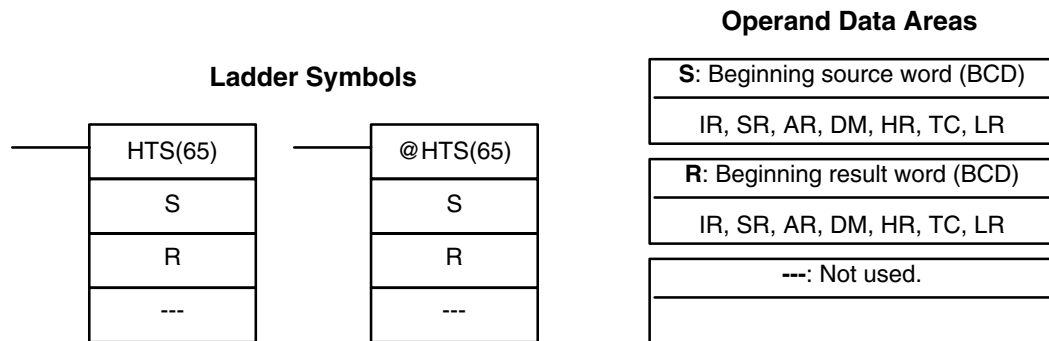 Ladder Symbols
HTS(65)
S
R
---
@HTS(65)
S
R
---
Operand Data Areas
S: Beginning source word (BCD)
IR, SR, AR, DM, HR, TC, LR
R: Beginning result word (BCD)
IR, SR, AR, DM, HR, TC, LR
---: Not used.